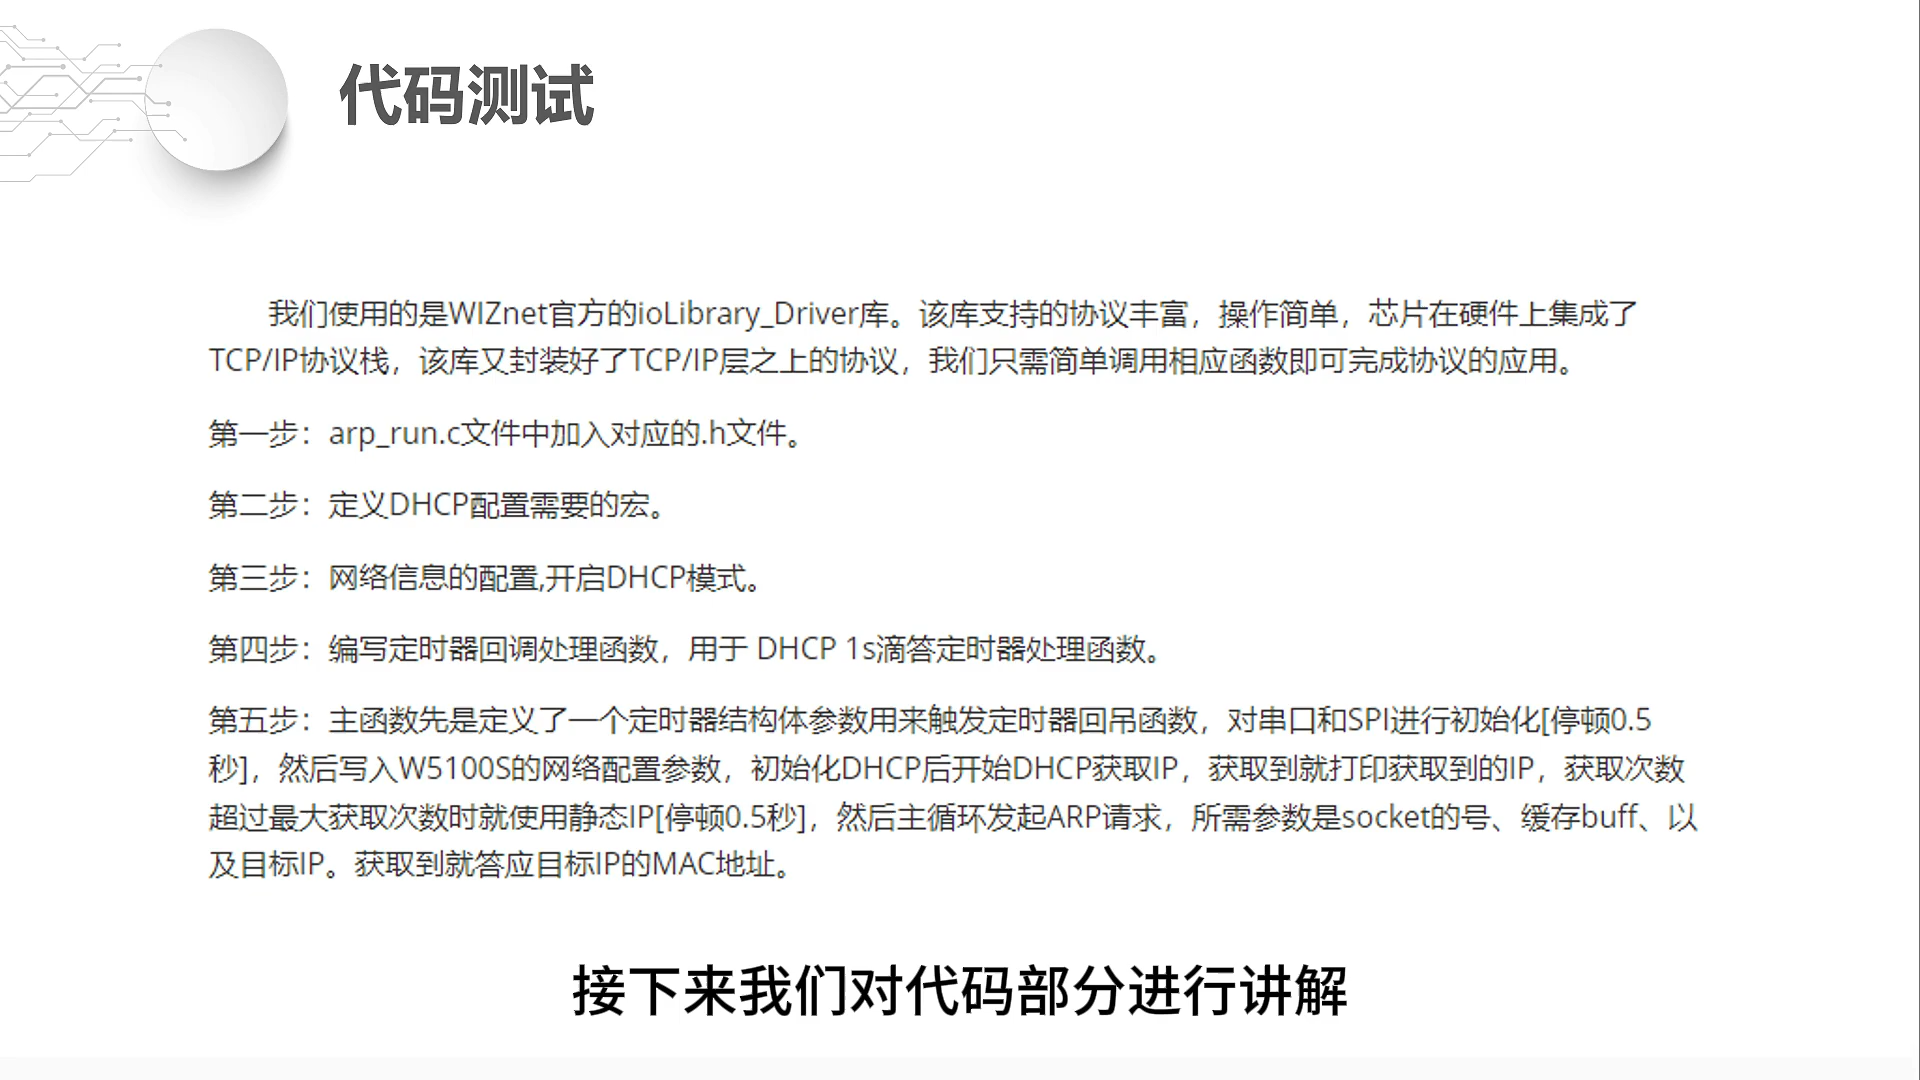 代码测试
我们使用的是WIZnet官方的ioLibrary_Driver库。该库支持的协议丰富，操作简单，芯片在硬件上集成了
TCP/IP协议栈，该库又封装好了TCP/IP层之上的协议，我们只需简单调用相应函数即可完成协议的应用。
第一步：arp_run.c文件中加入对应的.h文件。
第二步：定义DHCP配置需要的宏。
第三步：网络信息的配置,开启DHCP模式。
第四步：编写定时器回调处理函数，用于 DHCP 1s滴答定时器处理函数。
第五步：主函数先是定义了一个定时器结构体参数用来触发定时器回吊函数，对串口和SPI进行初始化[停顿0.5
秒]，然后写入W5100S的网络配置参数，初始化DHCP后开始DHCP获取IP，获取到就打印获取到的IP，获取次数
超过最大获取次数时就使用静态IP[停顿0.5秒]，然后主循环发起ARP请求，所需参数是socket的号、缓存buff、以
及目标IP。获取到就答应目标IP的MAC地址。
接下来我们对代码部分进行讲解